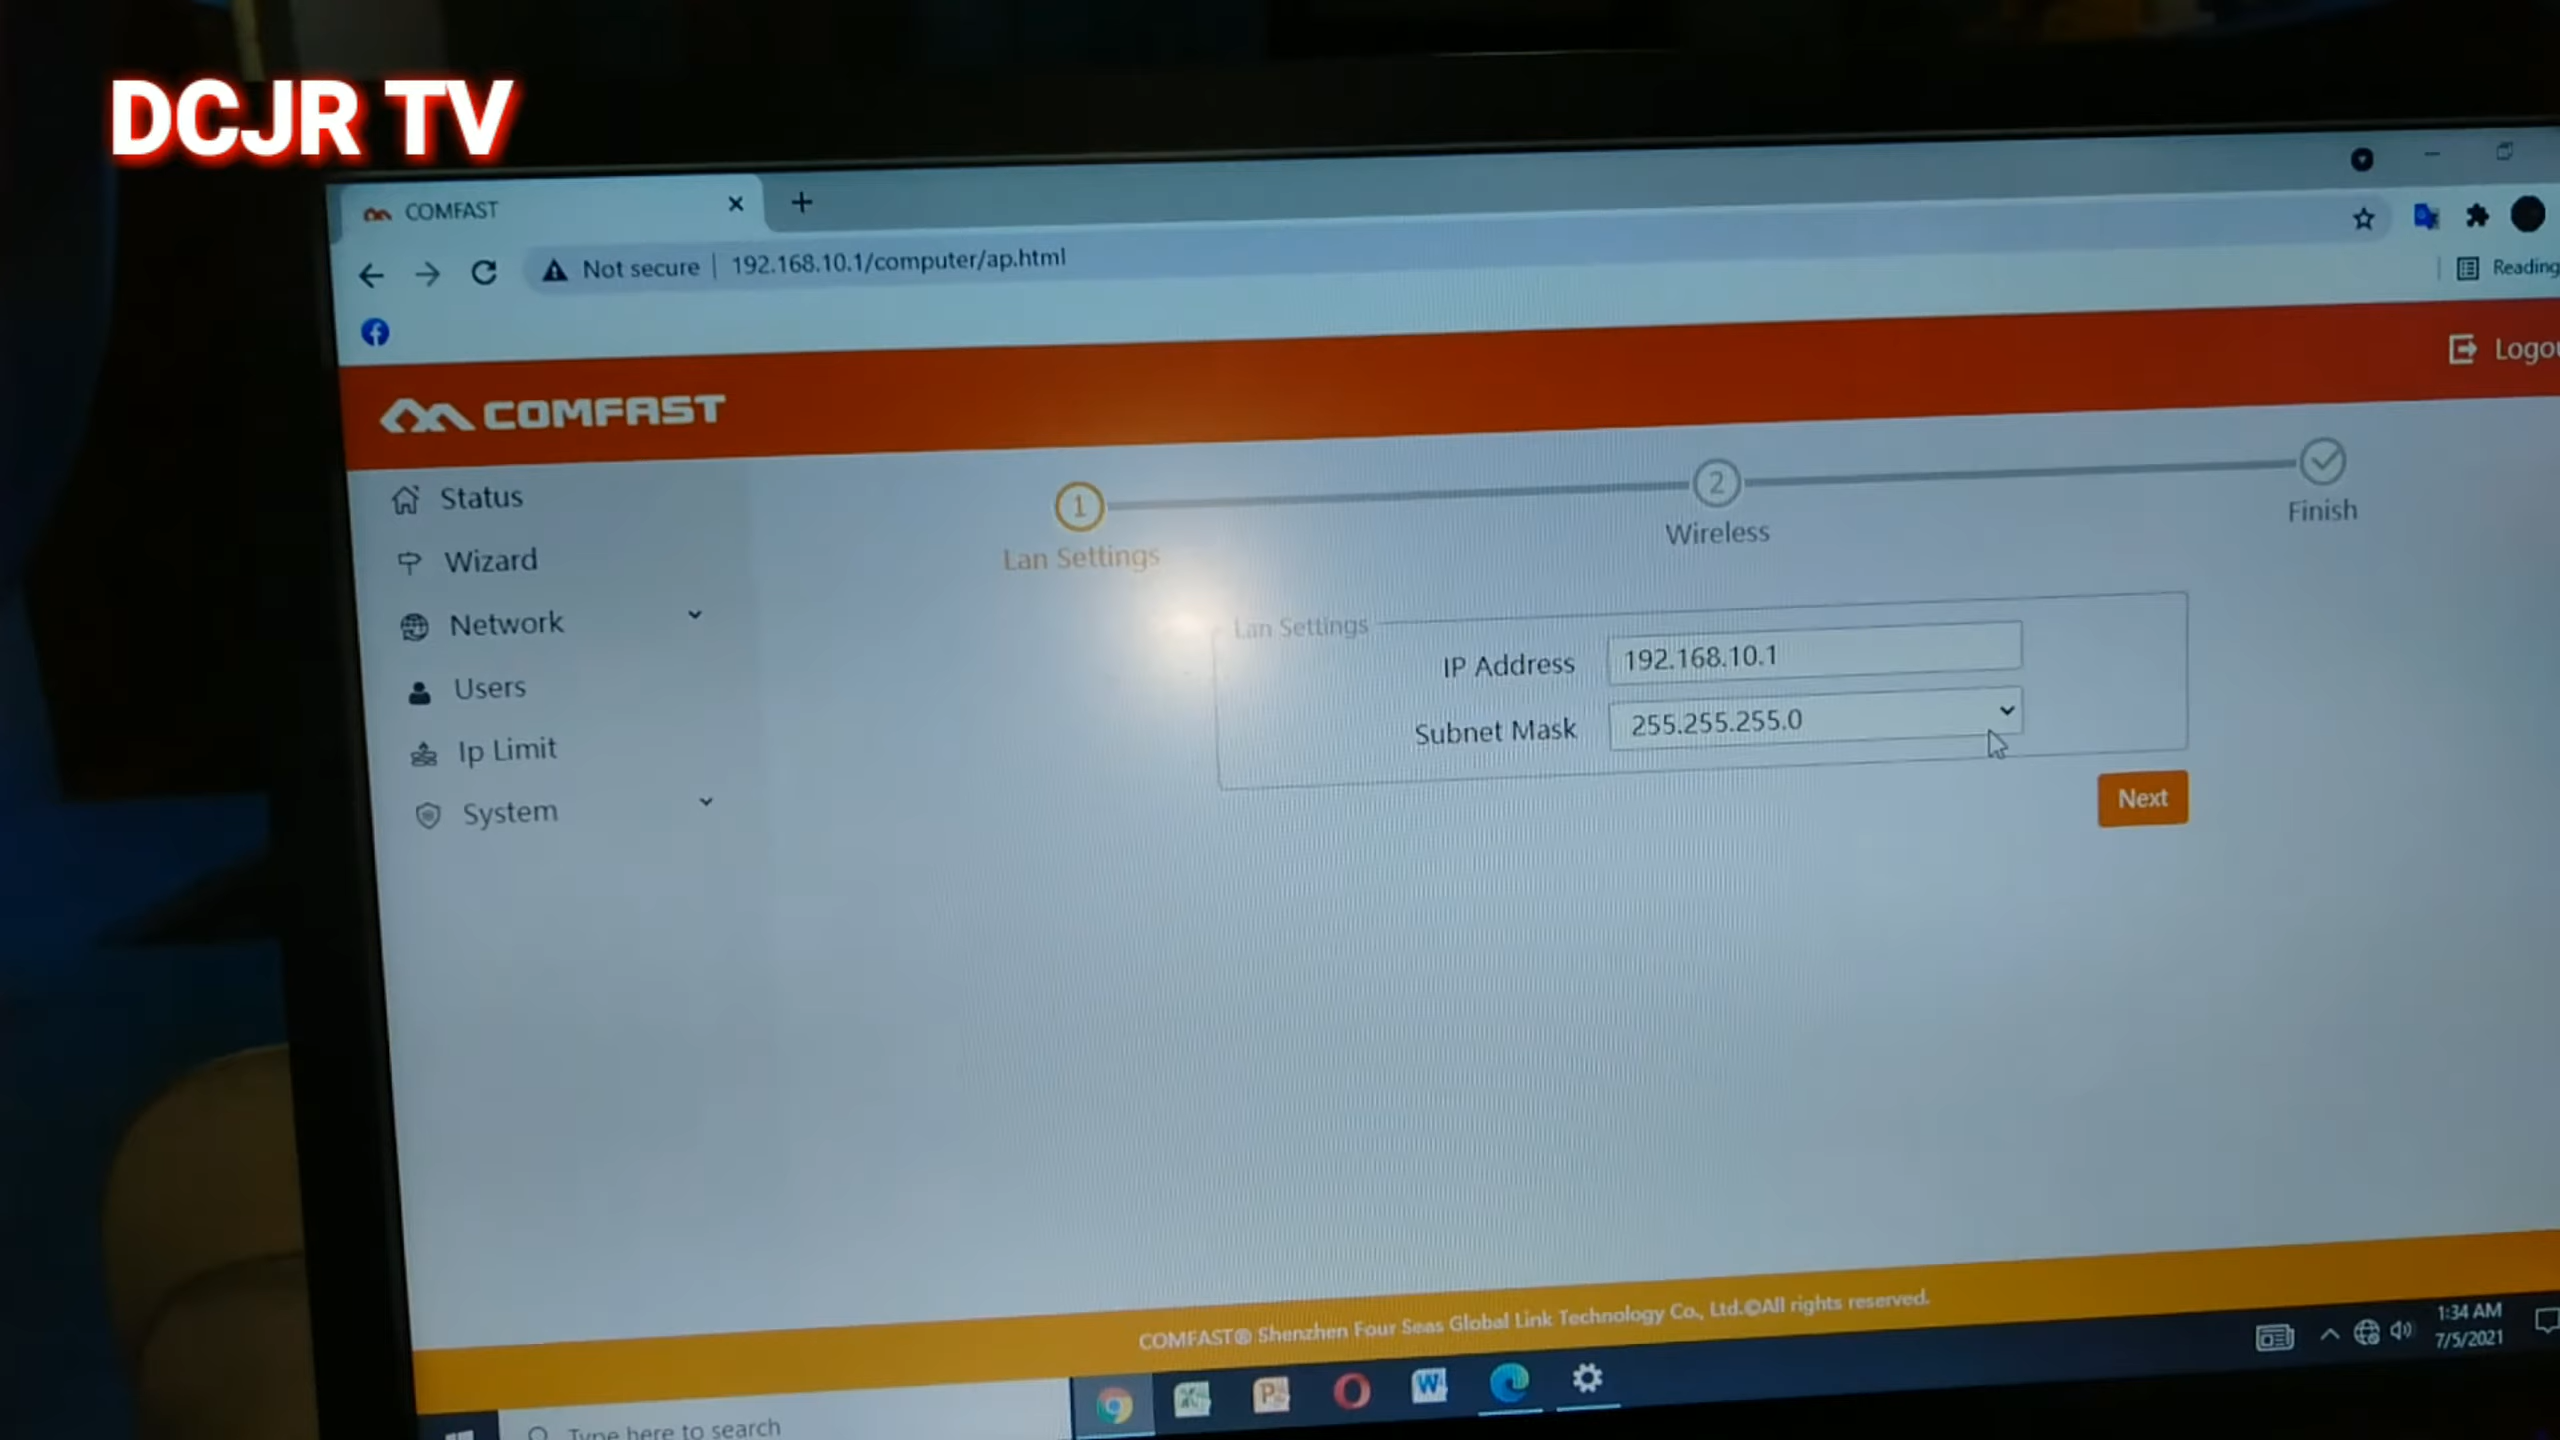 DCJR TV
COMFAST
Not secure | 192.168.10.1/computer/ap.html
Reading
COMFAST
Status
Wizard
Network
Users
Ip Limit
System
1
Lan Settings
2
Wireless
Finish
Lan Settings
IP Address
192.168.10.1
Subnet Mask
255.255.255.0
Next
COMFAST® Shenzhen Four Seas Global Link Technology Co., Ltd.©All rights reserved.
Type here to search
1:34 AM
7/5/2021